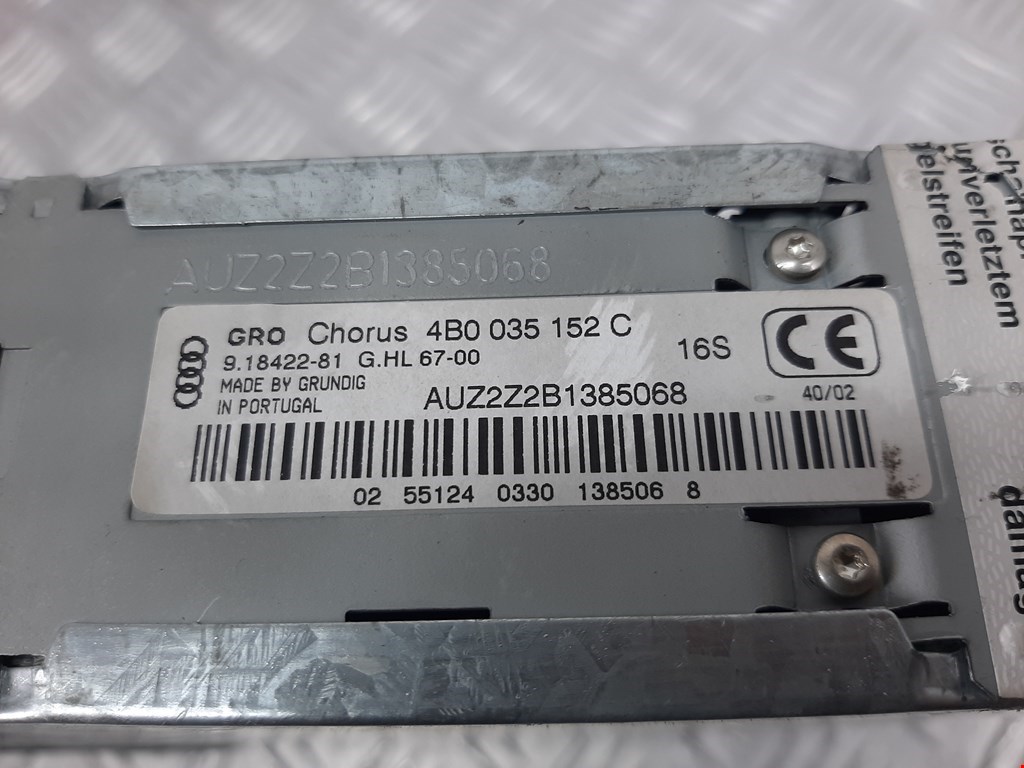 AUZ2Z2B1385068
GRO Chorus 4B0 035 152 C
9.18422-81 G.HL 67-00
16S
CE
MADE BY GRUNDIG
IN PORTUGAL
AUZ2Z2B1385068
40/02
02 55124 0330 138506 8
unverletztem
gelstreifen